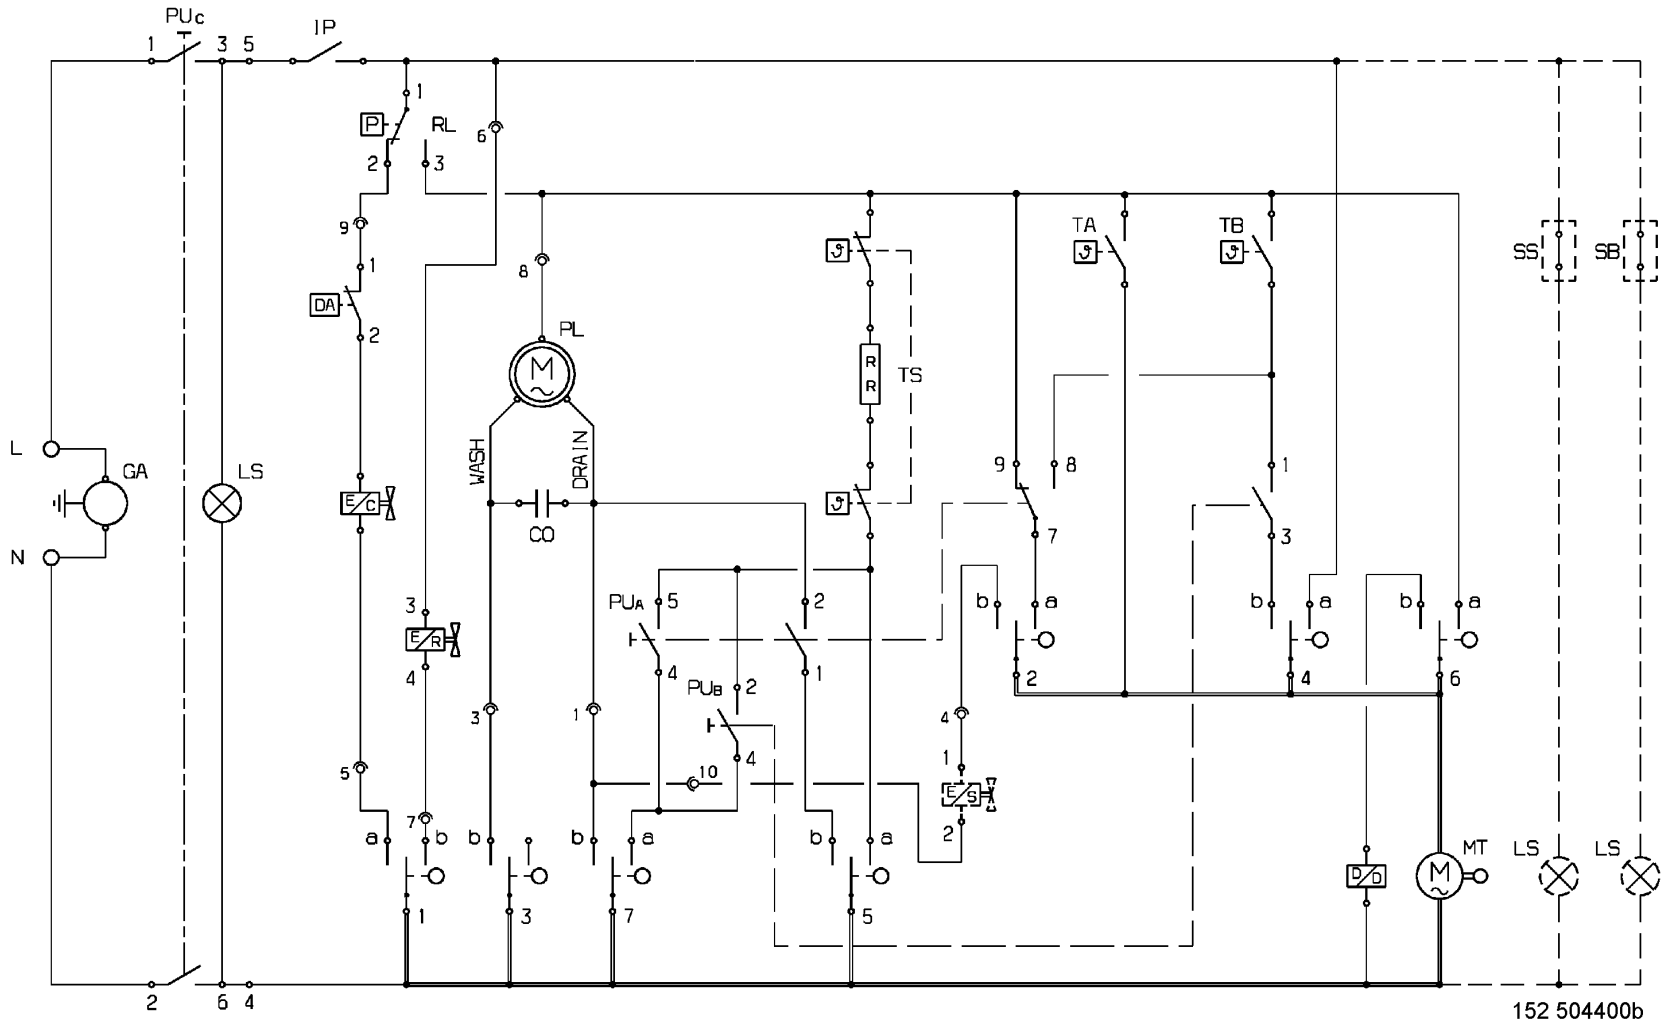 PUc
IP
1 3 5
1
P RL
6
2 3
9
8
TA TB
ϑ ϑ ϑ
SS SB
1
DA
2
PL
M
~
R
R
TS
WASH
DRAIN
L
GA
LS
N
E/C
CO
ϑ
9 8 1
7 3
3
E/R
4
PUA 5 2
4 1
b a b a b a
2 4 6
PUB 2
4
3 1 4
5 10 1
E/S
2
7
a b b b a b a
1 3 7 5
D/D
M
~
MT
LS LS
2 6 4
152 504400b